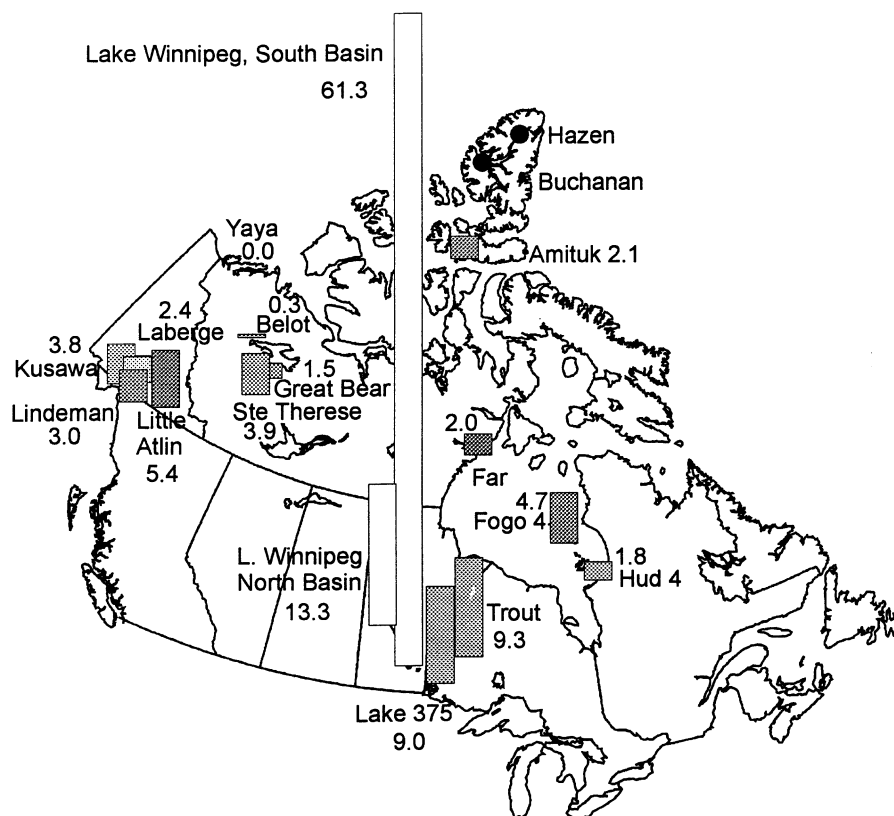 Lake Winnipeg, South Basin
61.3
Hazen
Buchanan
Yaya
0.0
Amituk 2.1
2.4
Laberge
0.3
Belot
3.8
Kusawa
1.5
Great Bear
Lindeman
3.0
Little
Atlin
5.4
Ste Therese
3.9
2.0
Far
4.7
Fogo 4
L. Winnipeg
North Basin
13.3
1.8
Hud 4
Trout
9.3
Lake 375
9.0